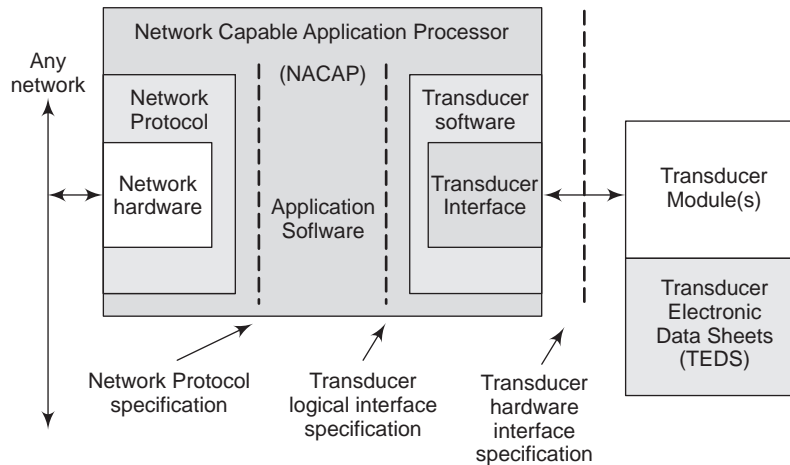 Network Capable Application Processor
(NACAP)
Any
network
Network
Protocol
Network
hardware
Application
Soflware
Transducer
software
Transducer
Interface
Transducer
Module(s)
Transducer
Electronic
Data Sheets
(TEDS)
Network Protocol
specification
Transducer
logical interface
specification
Transducer
hardware
interface
specification